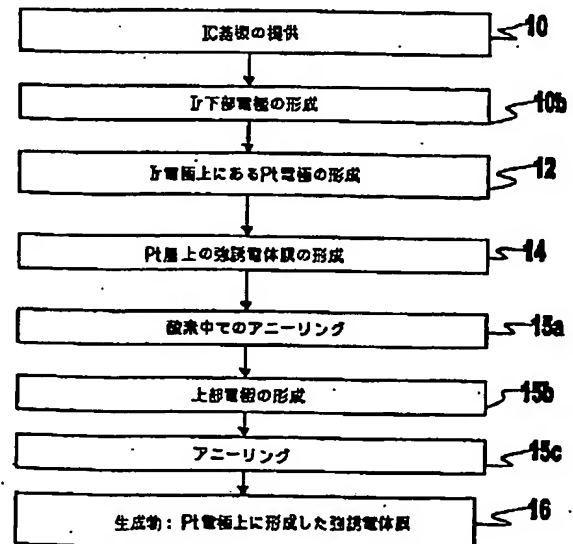 IC基板の提供 10
Ir下部電極の形成 10b
Ir電極上にあるPt電極の形成 12
Pt層上の強誘電体膜の形成 14
酸素中でのアニーリング 15a
上部電極の形成 15b
アニーリング 15c
生成物：Pt電極上に形成した強誘電体膜 16